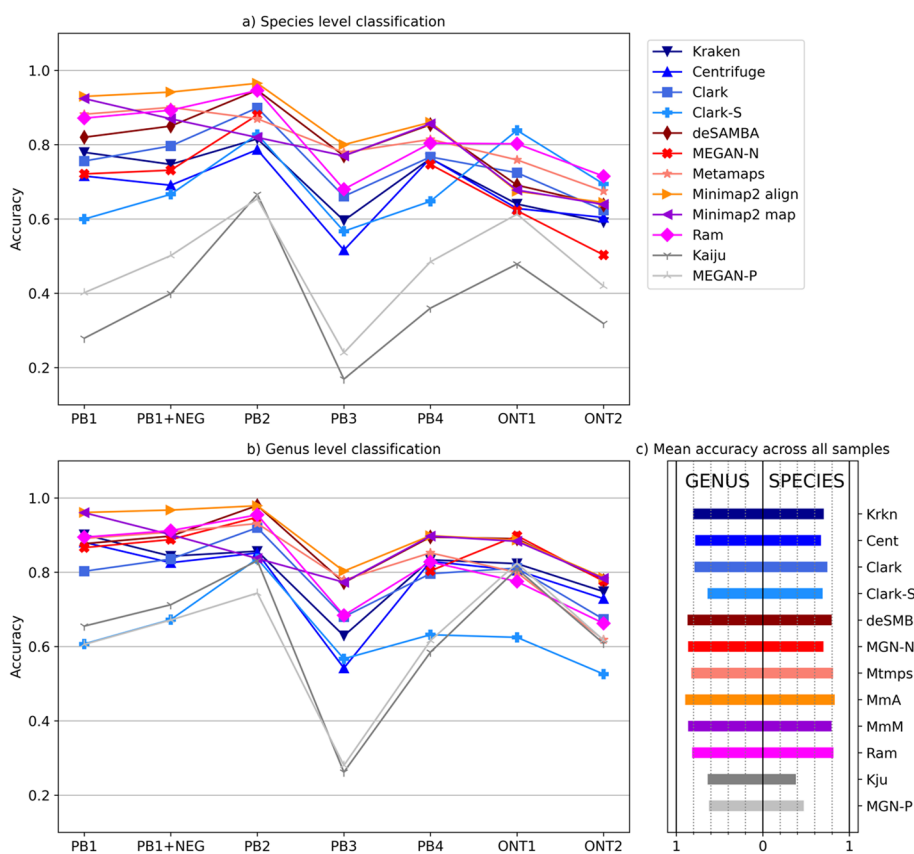 a) Species level classification
Accuracy
1.0
0.8
0.6
0.4
0.2
PB1 PB1+NEG PB2 PB3 PB4 ONT1 ONT2
Kraken
Centrifuge
Clark
Clark-S
deSAMBA
MEGAN-N
Metamaps
Minimap2 align
Minimap2 map
Ram
Kaiju
MEGAN-P
b) Genus level classification
Accuracy
1.0
0.8
0.6
0.4
0.2
PB1 PB1+NEG PB2 PB3 PB4 ONT1 ONT2
c) Mean accuracy across all samples
GENUS SPECIES
Krkn
Cent
Clark
Clark-S
deSMB
MGN-N
Mtmps
MmA
MmM
Ram
Kju
MGN-P
1 0 1